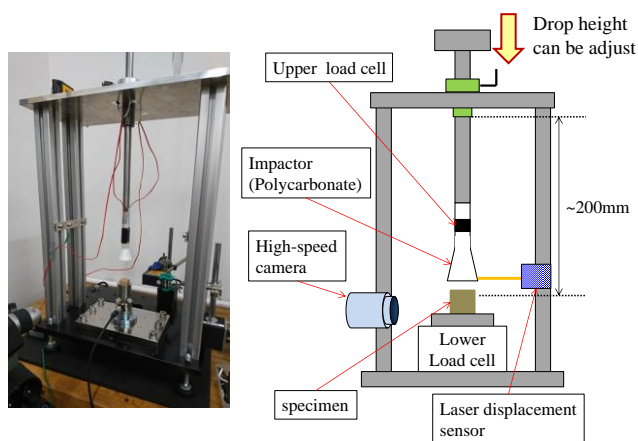 Drop height
can be adjust
Upper load cell
Impactor
(Polycarbonate)
~200mm
High-speed
camera
Lower
Load cell
specimen
Laser displacement
sensor